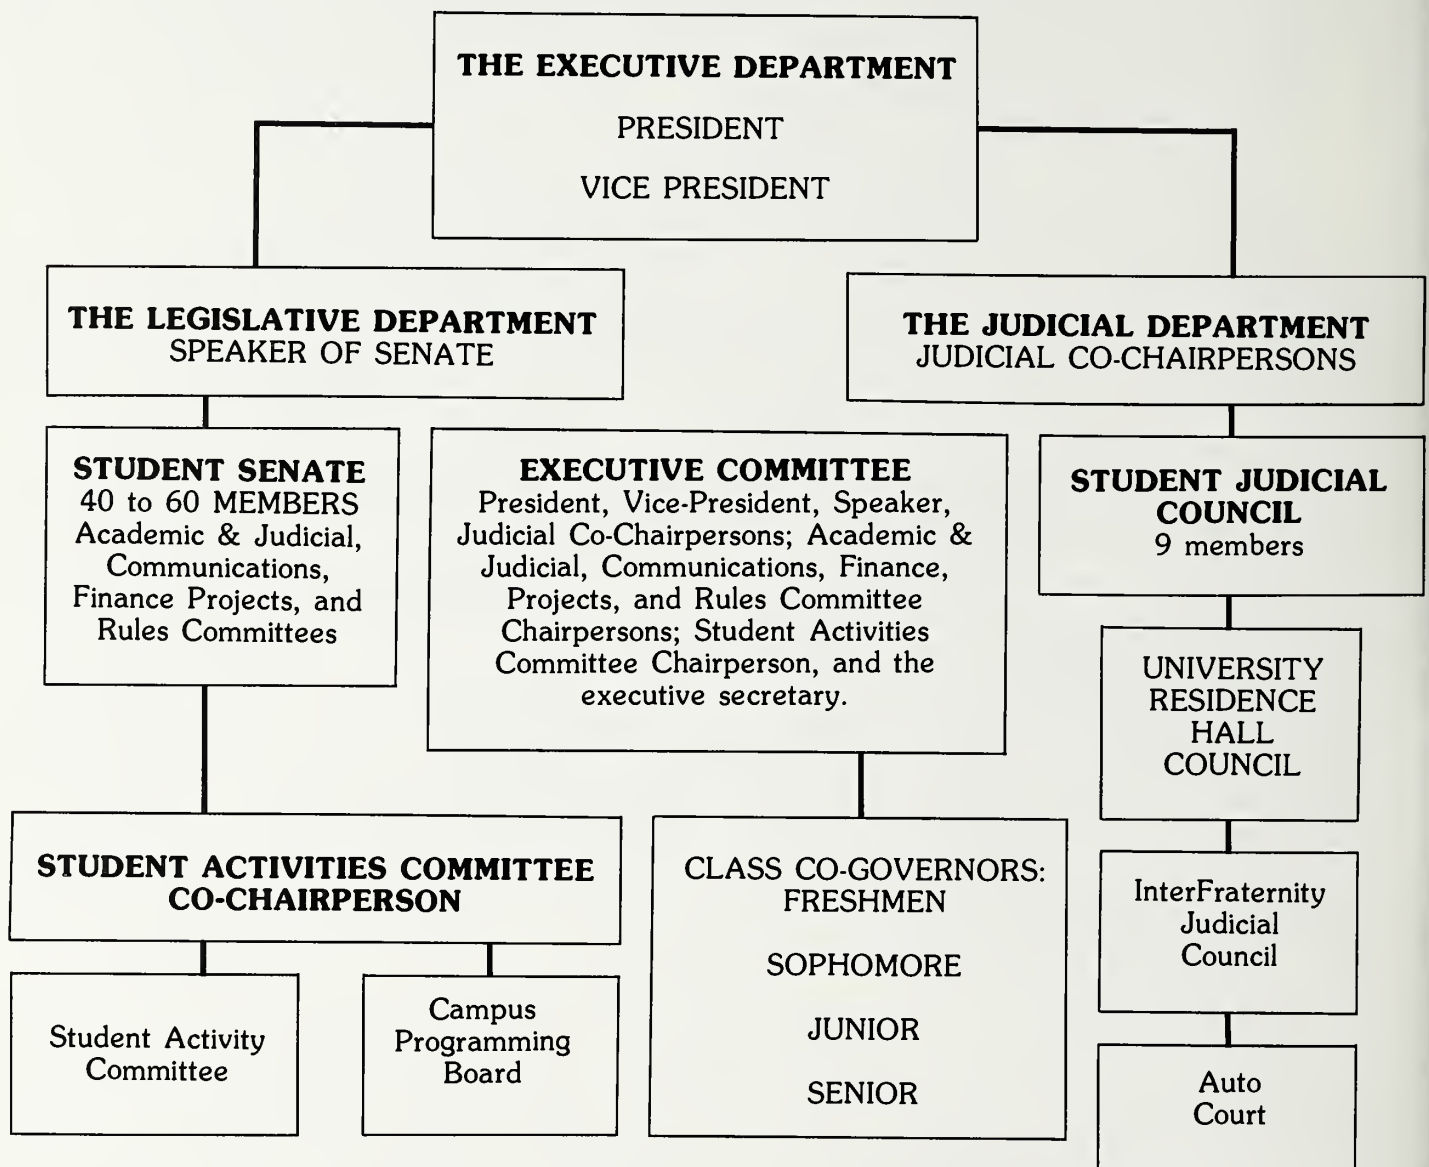 THE EXECUTIVE DEPARTMENT
PRESIDENT
VICE PRESIDENT
THE LEGISLATIVE DEPARTMENT
SPEAKER OF SENATE
THE JUDICIAL DEPARTMENT
JUDICIAL CO-CHAIRPERSONS
STUDENT SENATE
40 to 60 MEMBERS
Academic & Judicial,
Communications,
Finance Projects, and
Rules Committees
EXECUTIVE COMMITTEE
President, Vice-President, Speaker,
Judicial Co-Chairpersons; Academic &
Judicial, Communications, Finance,
Projects, and Rules Committee
Chairpersons; Student Activities
Committee Chairperson, and the
executive secretary.
STUDENT JUDICIAL
COUNCIL
9 members
UNIVERSITY
RESIDENCE
HALL
COUNCIL
STUDENT ACTIVITIES COMMITTEE
CO-CHAIRPERSON
CLASS CO-GOVERNORS:
FRESHMEN
SOPHOMORE
JUNIOR
SENIOR
InterFraternity
Judicial
Council
Student Activity
Committee
Campus
Programming
Board
Auto
Court